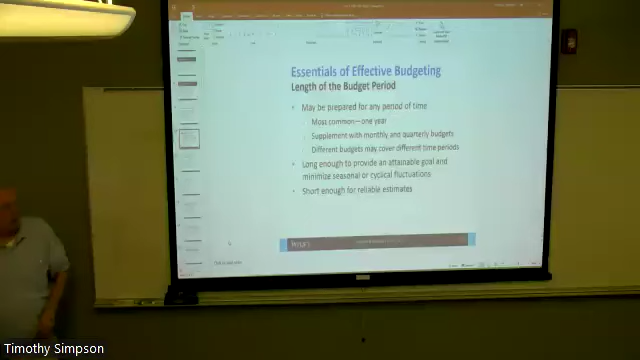 Essentials of Effective Budgeting
Length of the Budget Period
• May be prepared for any period of time
Most common—one year
Supplement with monthly and quarterly budgets
Different budgets may cover different time periods
• Long enough to provide an attainable goal and
minimize seasonal or cyclical fluctuations
• Short enough for reliable estimates
Timothy Simpson